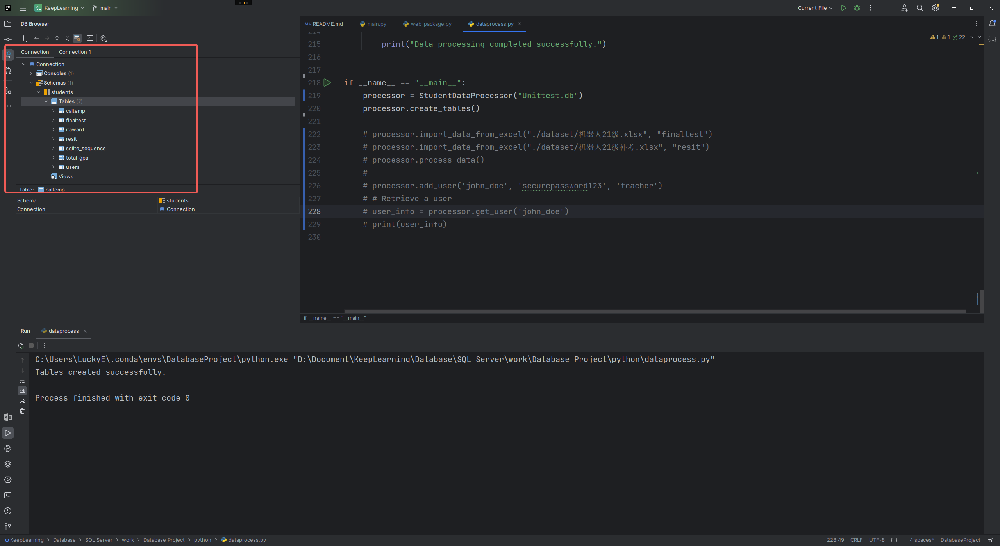 PC KL KeepLearning main Current File
DB Browser
Connection Connection 1
Connection
Consoles (1)
Schemas (1)
students
Tables (7)
caltemp
finaltest
ifaward
resit
sqlite_sequence
total_gpa
users
Views
Table: caltemp
Schema students
Connection Connection
M↓ README.md main.py web_package.py dataprocess.py
1 1 22
214
215 print("Data processing completed successfully.")
216
217
218 if __name__ == "__main__":
219 processor = StudentDataProcessor("Unittest.db")
220 processor.create_tables()
221
222 # processor.import_data_from_excel("./dataset/机器人21级.xlsx", "finaltest")
223 # processor.import_data_from_excel("./dataset/机器人21级补考.xlsx", "resit")
224 # processor.process_data()
225 #
226 # processor.add_user('john_doe', 'securepassword123', 'teacher')
227 # # Retrieve a user
228 # user_info = processor.get_user('john_doe')
229 # print(user_info)
230
if __name__ == "__main__"
Run dataprocess
C:\Users\LuckyE\.conda\envs\DatabaseProject\python.exe "D:\Document\KeepLearning\Database\SQL Server\work\Database Project\python\dataprocess.py"
Tables created successfully.
Process finished with exit code 0
KeepLearning > Database > SQL Server > work > Database Project > python > dataprocess.py
228:49 CRLF UTF-8 {...} 4 spaces* DatabaseProject